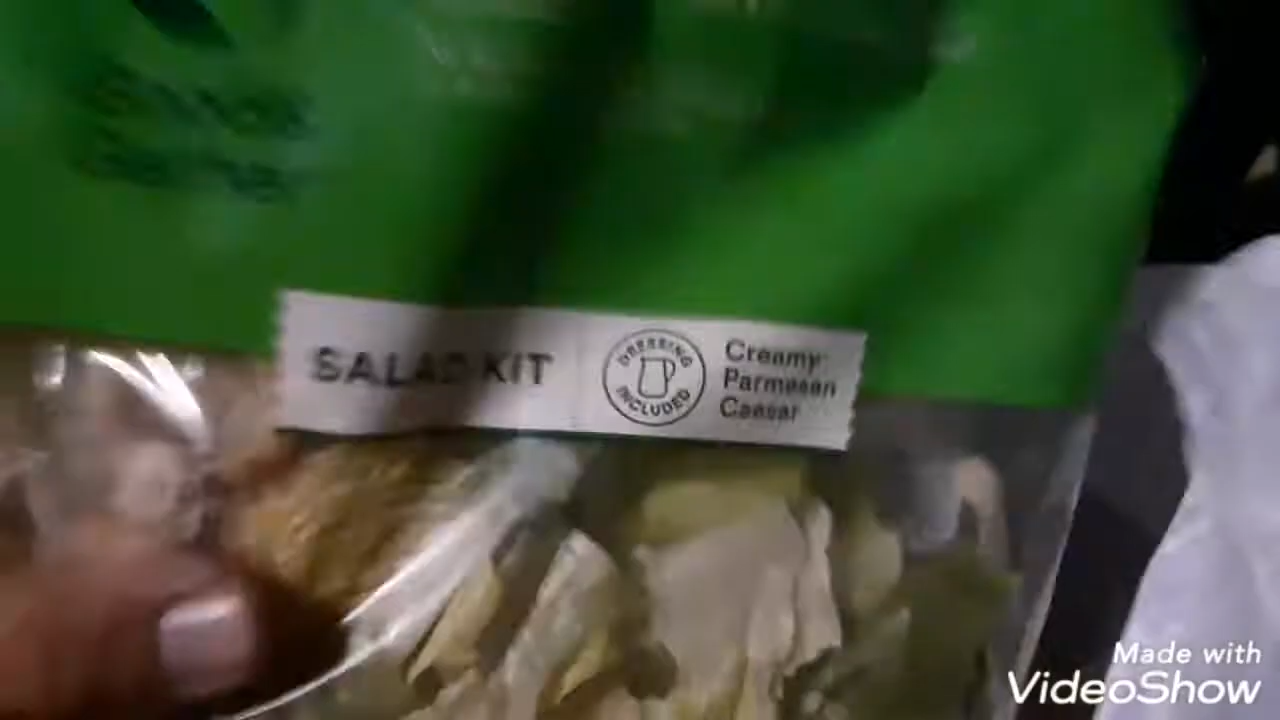 SALAD KIT
DRESSING
INCLUDED
Creamy
Parmesan
Caesar
Made with
VideoShow